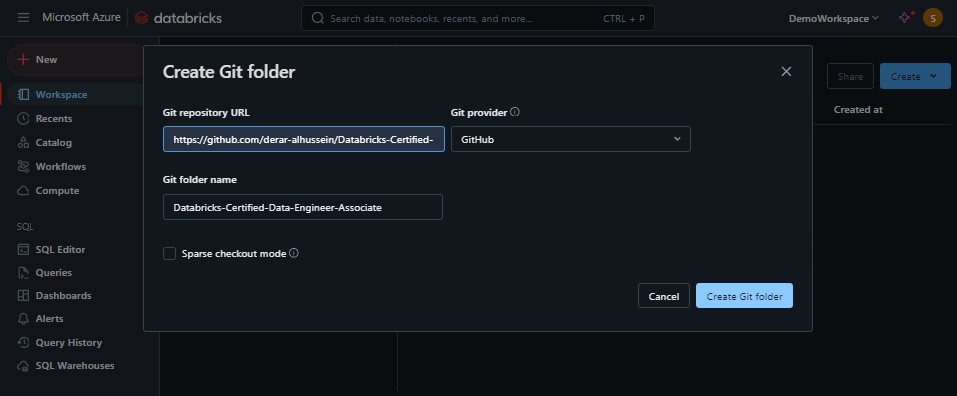 Microsoft Azure databricks Search data, notebooks, recents, and more... CTRL + P DemoWorkspace S
New
Workspace
Recents
Catalog
Workflows
Compute
SQL
SQL Editor
Queries
Dashboards
Alerts
Query History
SQL Warehouses
Create Git folder
Git repository URL Git provider
https://github.com/derar-alhussein/Databricks-Certified- GitHub
Git folder name
Databricks-Certified-Data-Engineer-Associate
Sparse checkout mode
Cancel Create Git folder
Share Create
Created at